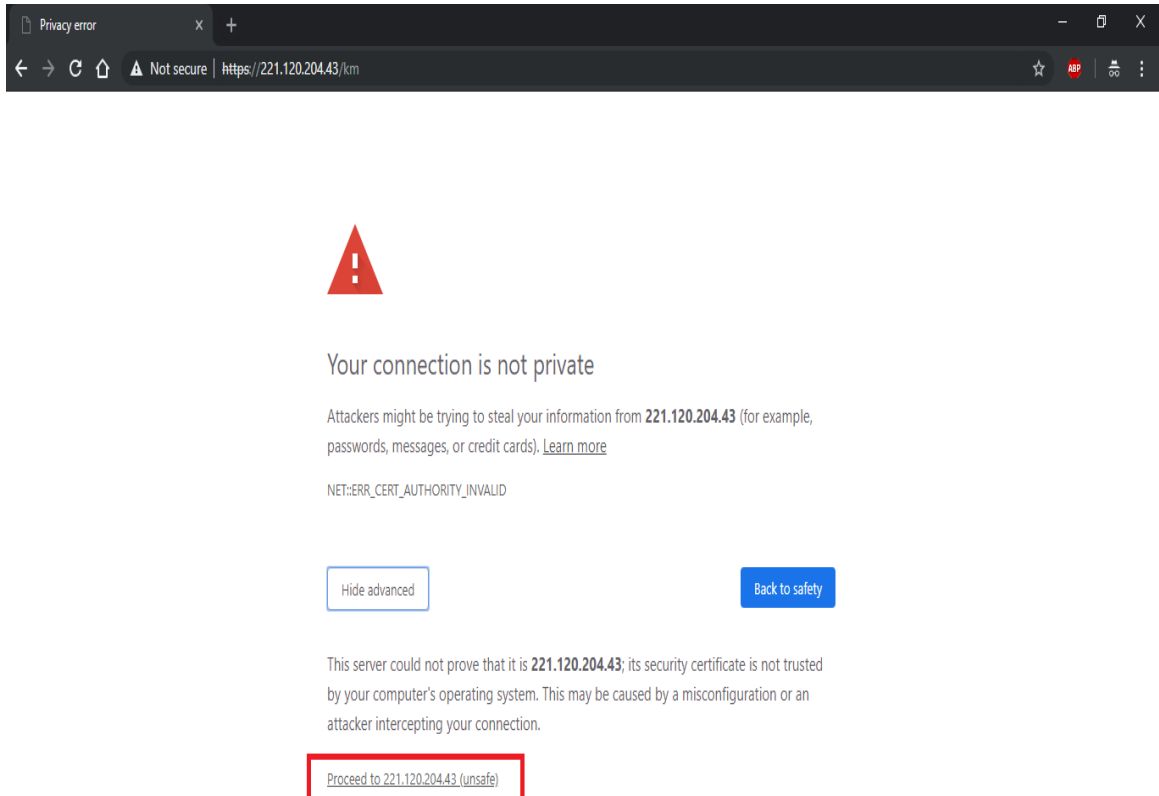 Privacy error
Not secure | https://221.120.204.43/km
ABP
Your connection is not private
Attackers might be trying to steal your information from 221.120.204.43 (for example,
passwords, messages, or credit cards). Learn more
NET::ERR_CERT_AUTHORITY_INVALID
Hide advanced
Back to safety
This server could not prove that it is 221.120.204.43; its security certificate is not trusted
by your computer's operating system. This may be caused by a misconfiguration or an
attacker intercepting your connection.
Proceed to 221.120.204.43 (unsafe)